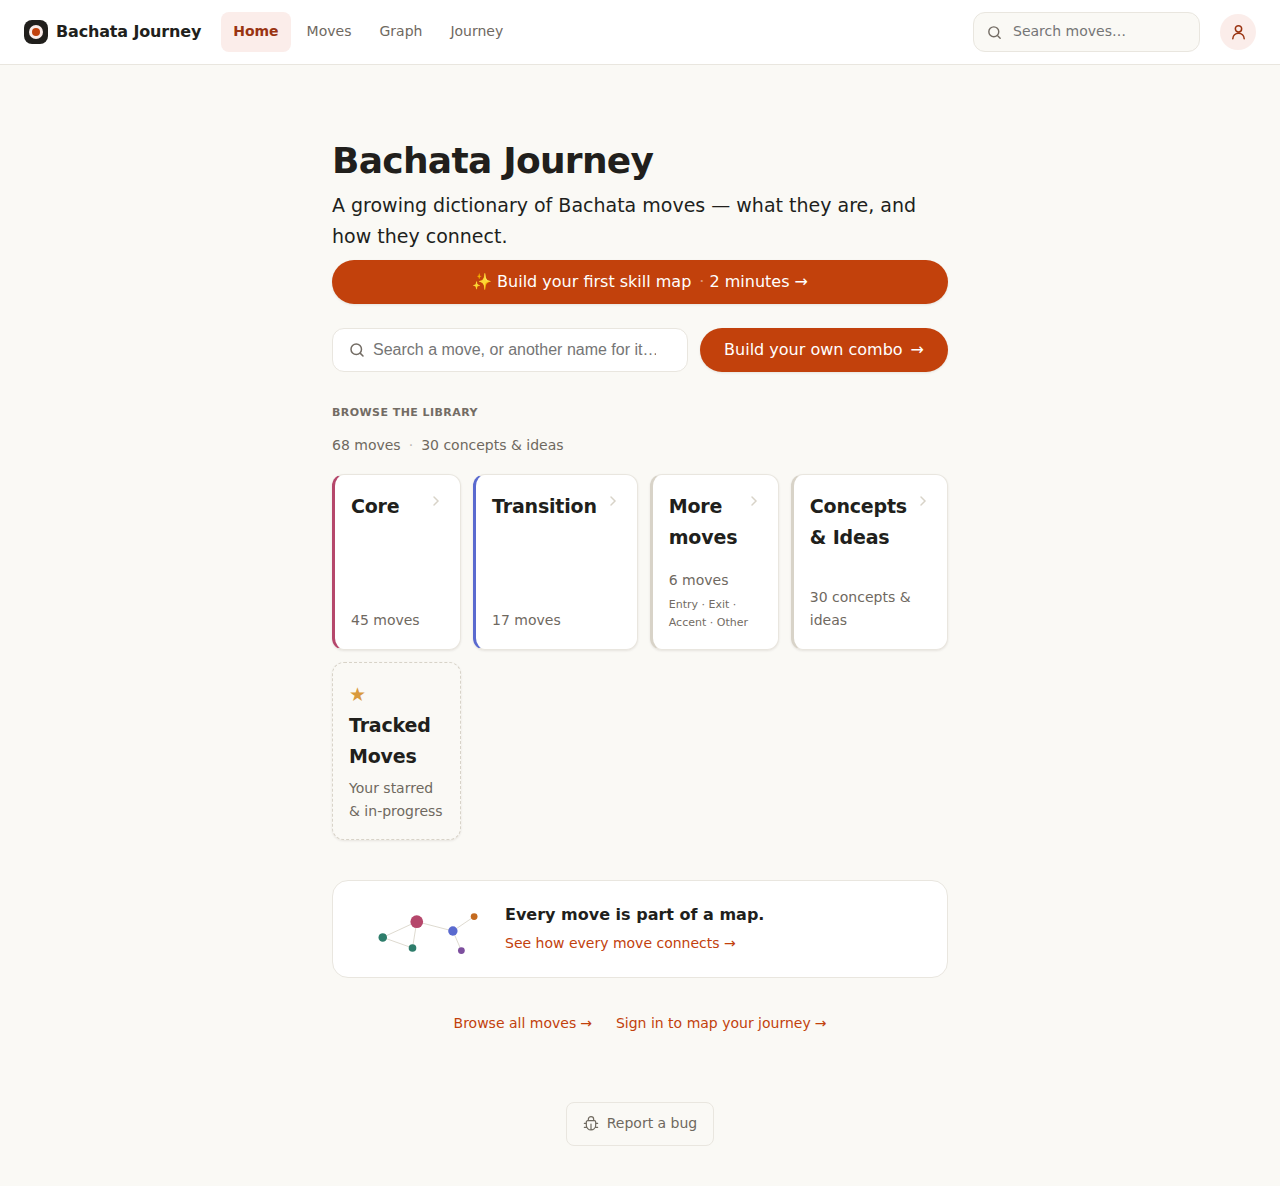 Bachata Journey
Home
Moves
Graph
Journey
Search moves...
Bachata Journey
A growing dictionary of Bachata moves — what they are, and
how they connect.
✨ Build your first skill map · 2 minutes →
Search a move, or another name for it...
Build your own combo →
BROWSE THE LIBRARY
68 moves · 30 concepts & ideas
Core
45 moves
Transition
17 moves
More
moves
6 moves
Entry · Exit ·
Accent · Other
Concepts
& Ideas
30 concepts &
ideas
★
Tracked
Moves
Your starred
& in-progress
Every move is part of a map.
See how every move connects →
Browse all moves →
Sign in to map your journey →
Report a bug